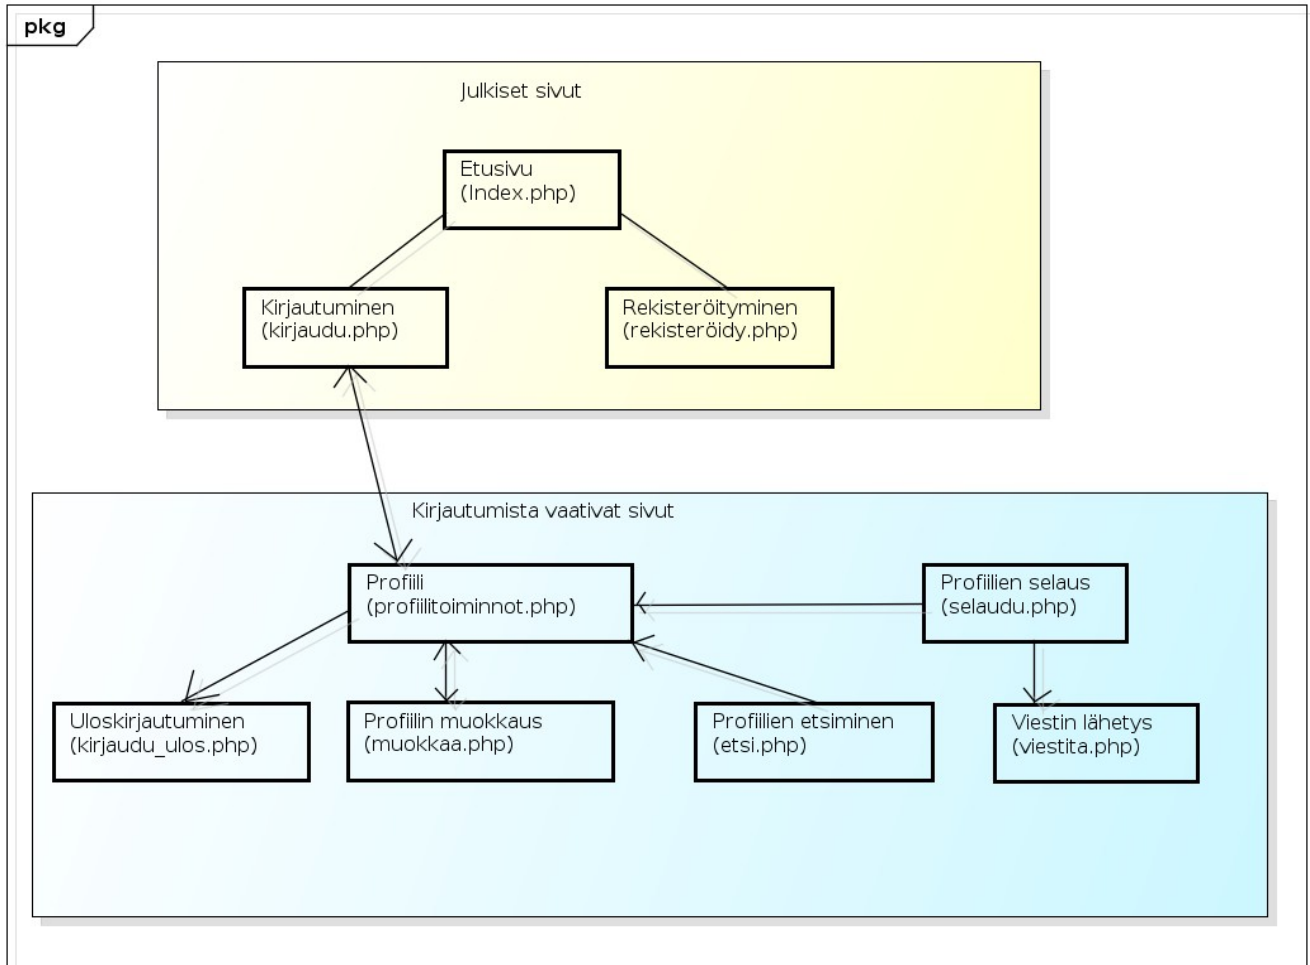 pkg
Julkiset sivut
Etusivu
(Index.php)
Kirjautuminen
(kirjaudu.php)
Rekisteröityminen
(rekisteröidy.php)
Kirjautumista vaativat sivut
Profiili
(profiilitoiminnot.php)
Profiilien selaus
(selaudu.php)
Uloskirjautuminen
(kirjaudu_ulos.php)
Profiilin muokkaus
(muokkaa.php)
Profiilien etsiminen
(etsi.php)
Viestin lähetys
(viestita.php)